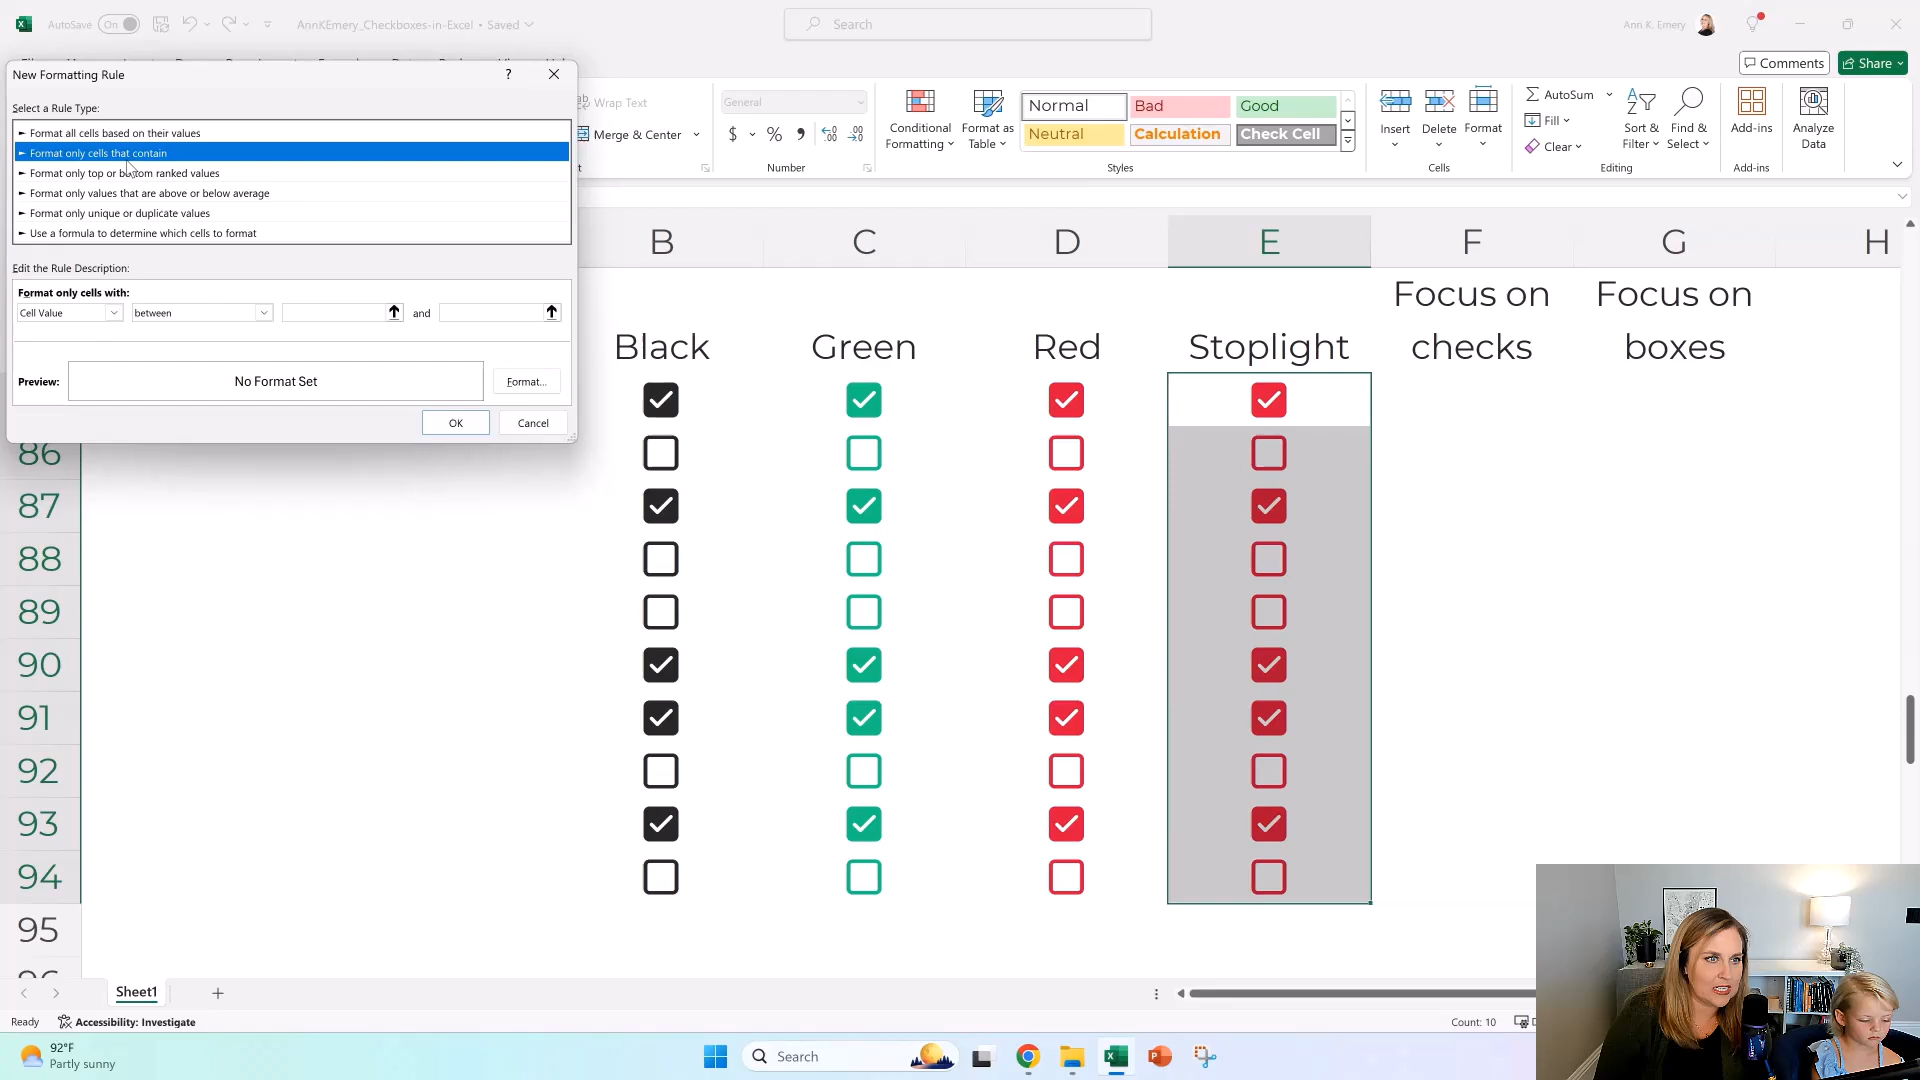 AutoSave On AnnKEmery_Checkboxes-in-Excel • Saved Search Ann K. Emery
Comments Share
New Formatting Rule ?
Select a Rule Type:
► Format all cells based on their values
► Format only cells that contain
► Format only top or bottom ranked values
► Format only values that are above or below average
► Format only unique or duplicate values
► Use a formula to determine which cells to format
Edit the Rule Description:
Format only cells with:
Cell Value between and
Preview: No Format Set Format...
OK Cancel
Wrap Text
Merge & Center
General
$ % ,
Number
Conditional
Formatting
Format as
Table
Normal Bad Good
Neutral Calculation Check Cell
Styles
Insert Delete Format
Cells
AutoSum
Fill
Clear
Sort &
Filter
Find &
Select
Editing
Add-ins
Add-ins
Analyze
Data
B C D E F G H
Focus on Focus on
Black Green Red Stoplight checks boxes
86
87
88
89
90
91
92
93
94
95
Sheet1
Ready Accessibility: Investigate Count: 10
92°F
Partly sunny
Search